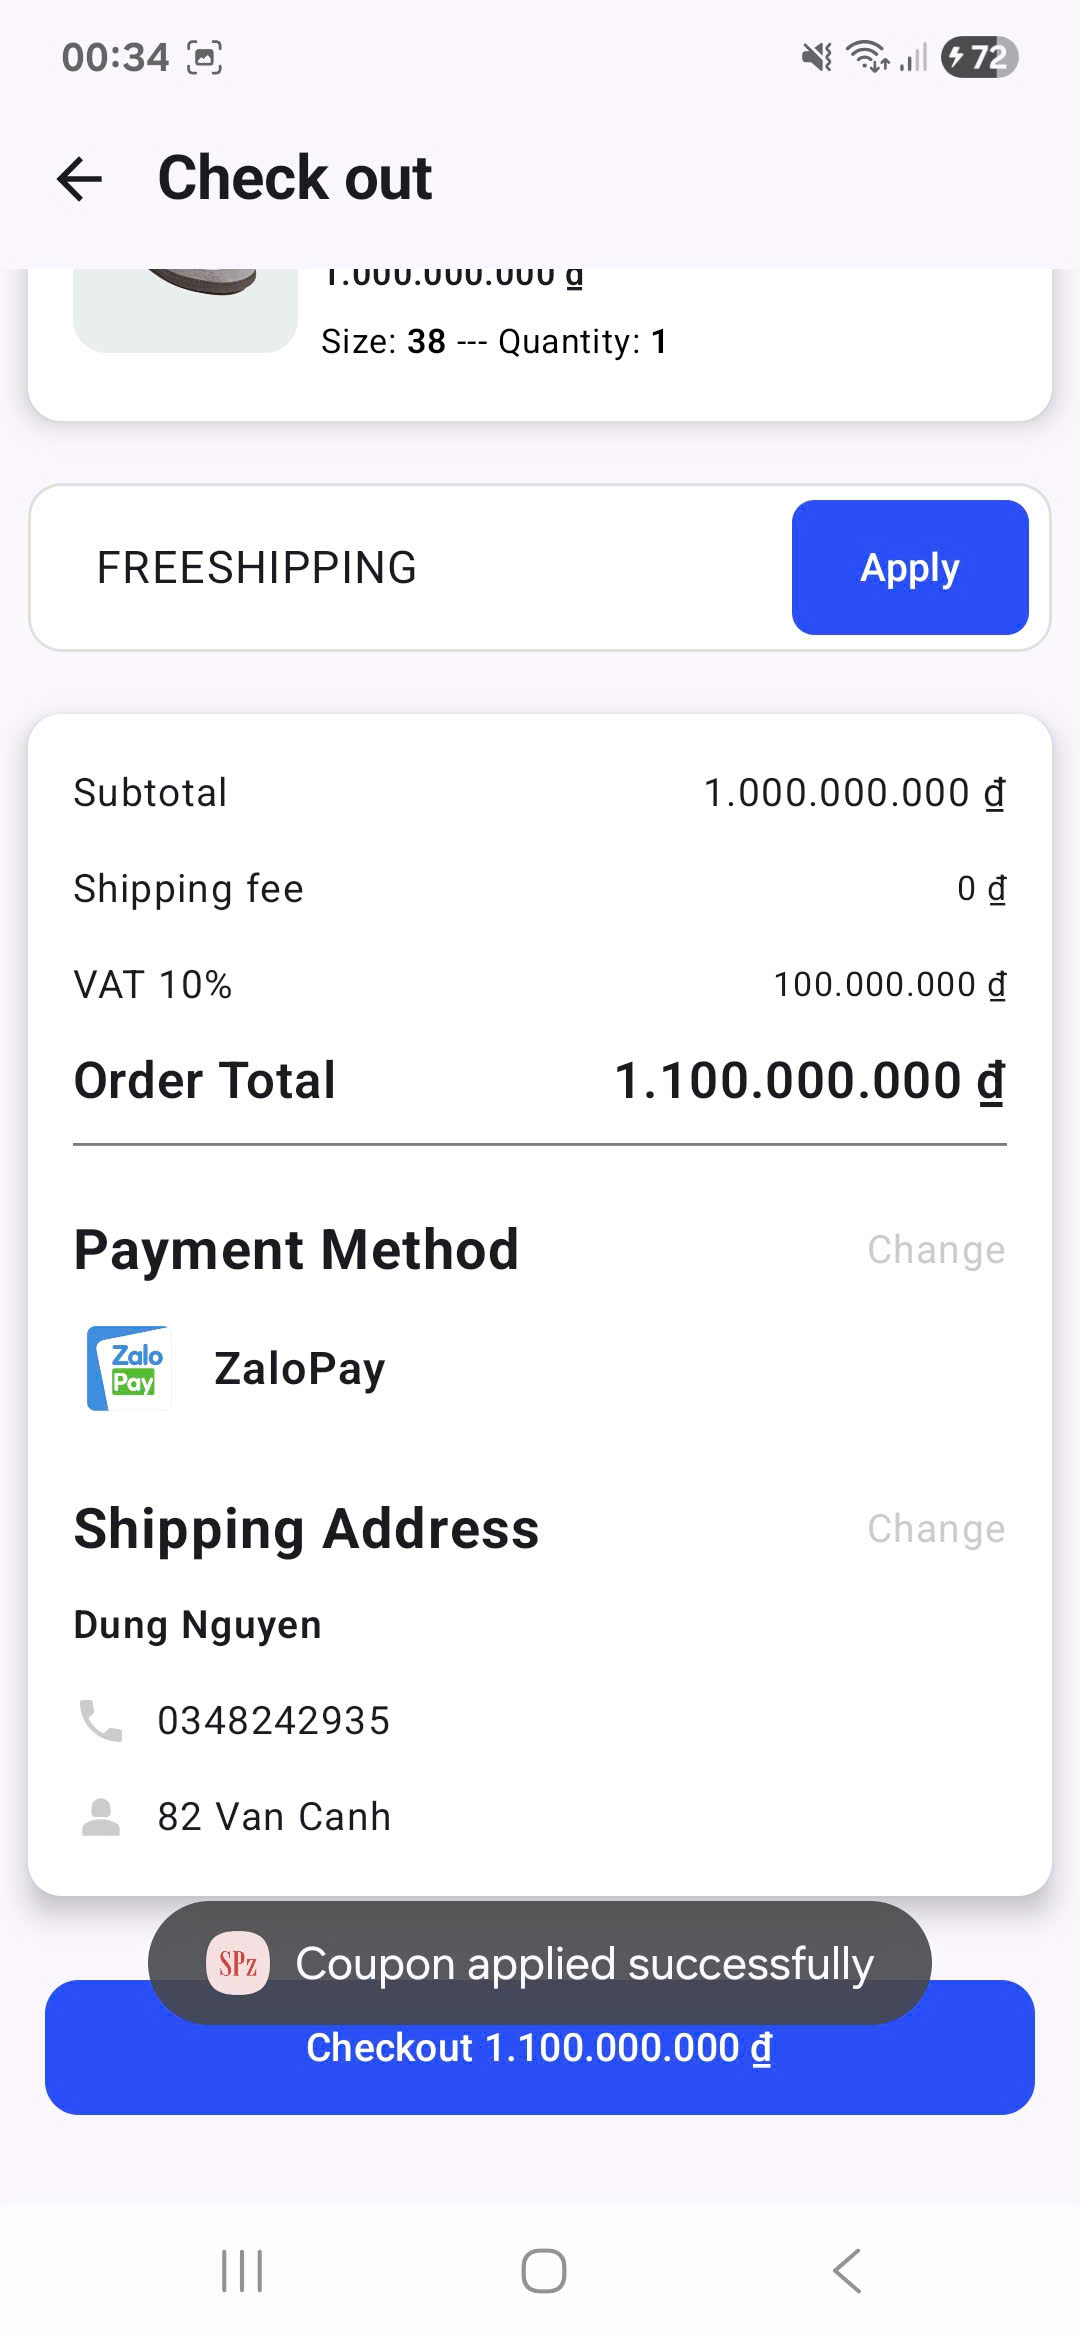 00:34
72
Check out
1.000.000.000 đ
Size: 38 --- Quantity: 1
FREESHIPPING
Apply
Subtotal 1.000.000.000 đ
Shipping fee 0 đ
VAT 10% 100.000.000 đ
Order Total 1.100.000.000 đ
Payment Method Change
Zalo
Pay
ZaloPay
Shipping Address Change
Dung Nguyen
0348242935
82 Van Canh
SPz Coupon applied successfully
Checkout 1.100.000.000 đ